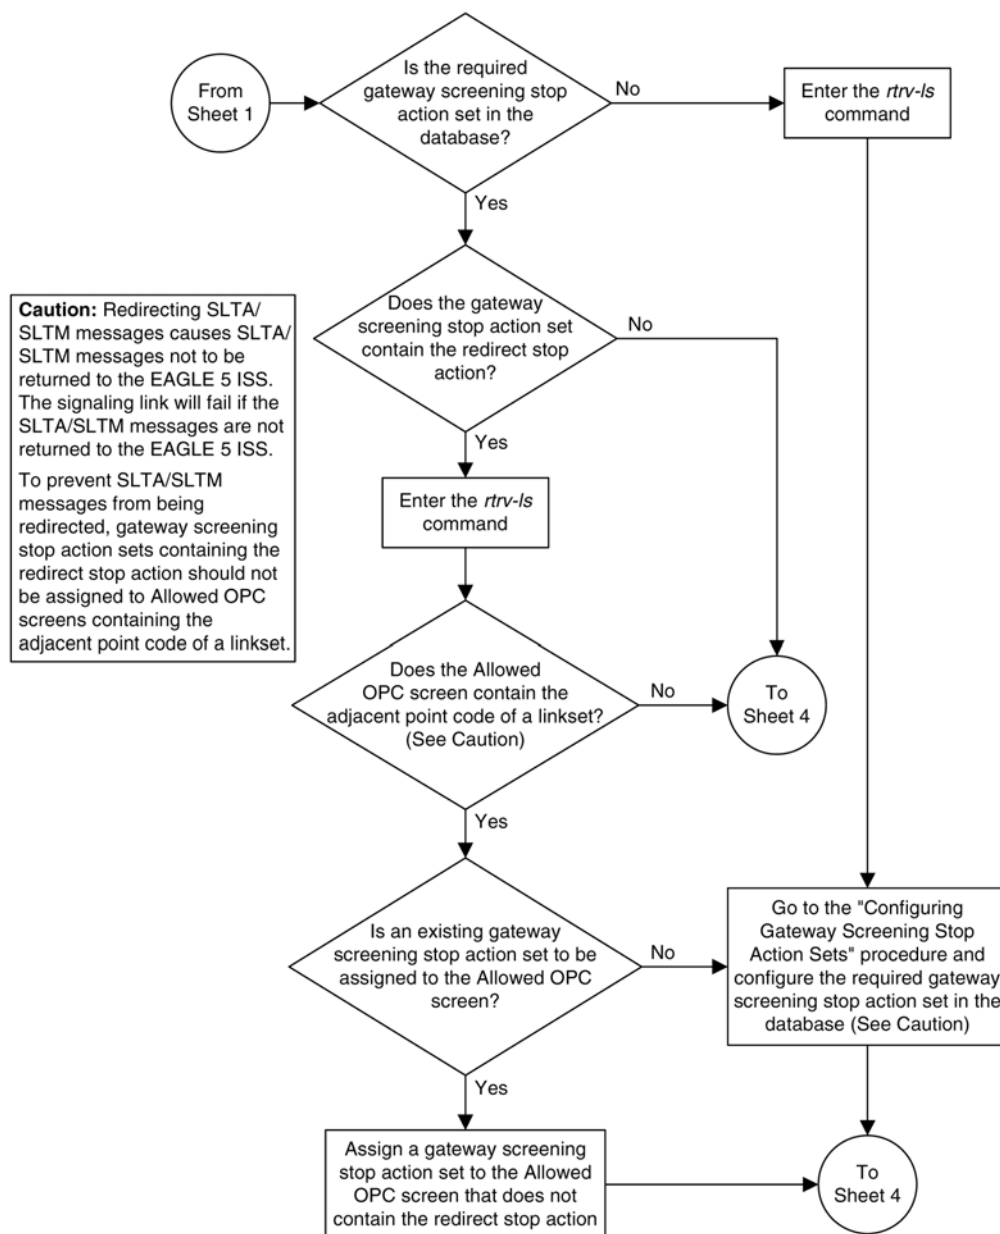 From
Sheet 1
Is the required
gateway screening stop
action set in the
database?
No
Enter the rtrv-ls
command
Yes
Does the gateway
screening stop action set
contain the redirect stop
action?
No
Caution: Redirecting SLTA/
SLTM messages causes SLTA/
SLTM messages not to be
returned to the EAGLE 5 ISS.
The signaling link will fail if the
SLTA/SLTM messages are not
returned to the EAGLE 5 ISS.
To prevent SLTA/SLTM
messages from being
redirected, gateway screening
stop action sets containing the
redirect stop action should not
be assigned to Allowed OPC
screens containing the
adjacent point code of a linkset.
Yes
Enter the rtrv-ls
command
Does the Allowed
OPC screen contain the
adjacent point code of a linkset?
(See Caution)
No
To
Sheet 4
Yes
Is an existing gateway
screening stop action set to be
assigned to the Allowed OPC
screen?
No
Go to the "Configuring
Gateway Screening Stop
Action Sets" procedure and
configure the required gateway
screening stop action set in the
database (See Caution)
Yes
Assign a gateway screening
stop action set to the Allowed
OPC screen that does not
contain the redirect stop action
To
Sheet 4